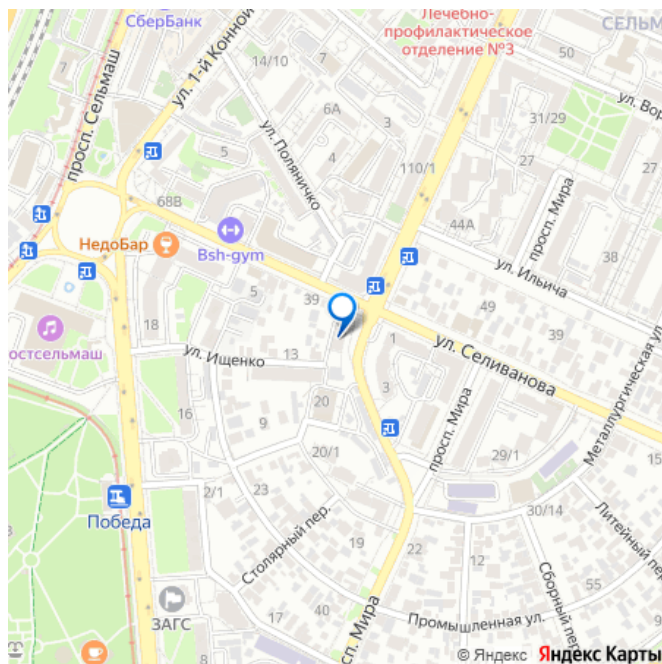 СберБанк
Лечебно-
профилактическое
отделение №3
СЕЛЬМ
просп. Сельмаш
ул. 1-й Конной
14/10
50
6А
ул. Вор
31/29
ул. Поляничко
4
5
3
27
27
110/1
просп. Мира
68В
44А
НедоБар
Bsh-gym
38
ул. Ильича
5
39
49
39
18
остсельмаш
1
ул. Селиванова
ул. Ищенко
13
3
Металлургическая ул.
16
20
9
просп. Мира
20/1
29/1
15
2/1
23
Победа
30/14
Столярный пер.
19
22
12
Литейный пер.
17
40
55
ЗАГС
Промышленная ул.
Сборный пер.
сп. Мира
© Яндекс Яндекс Карты